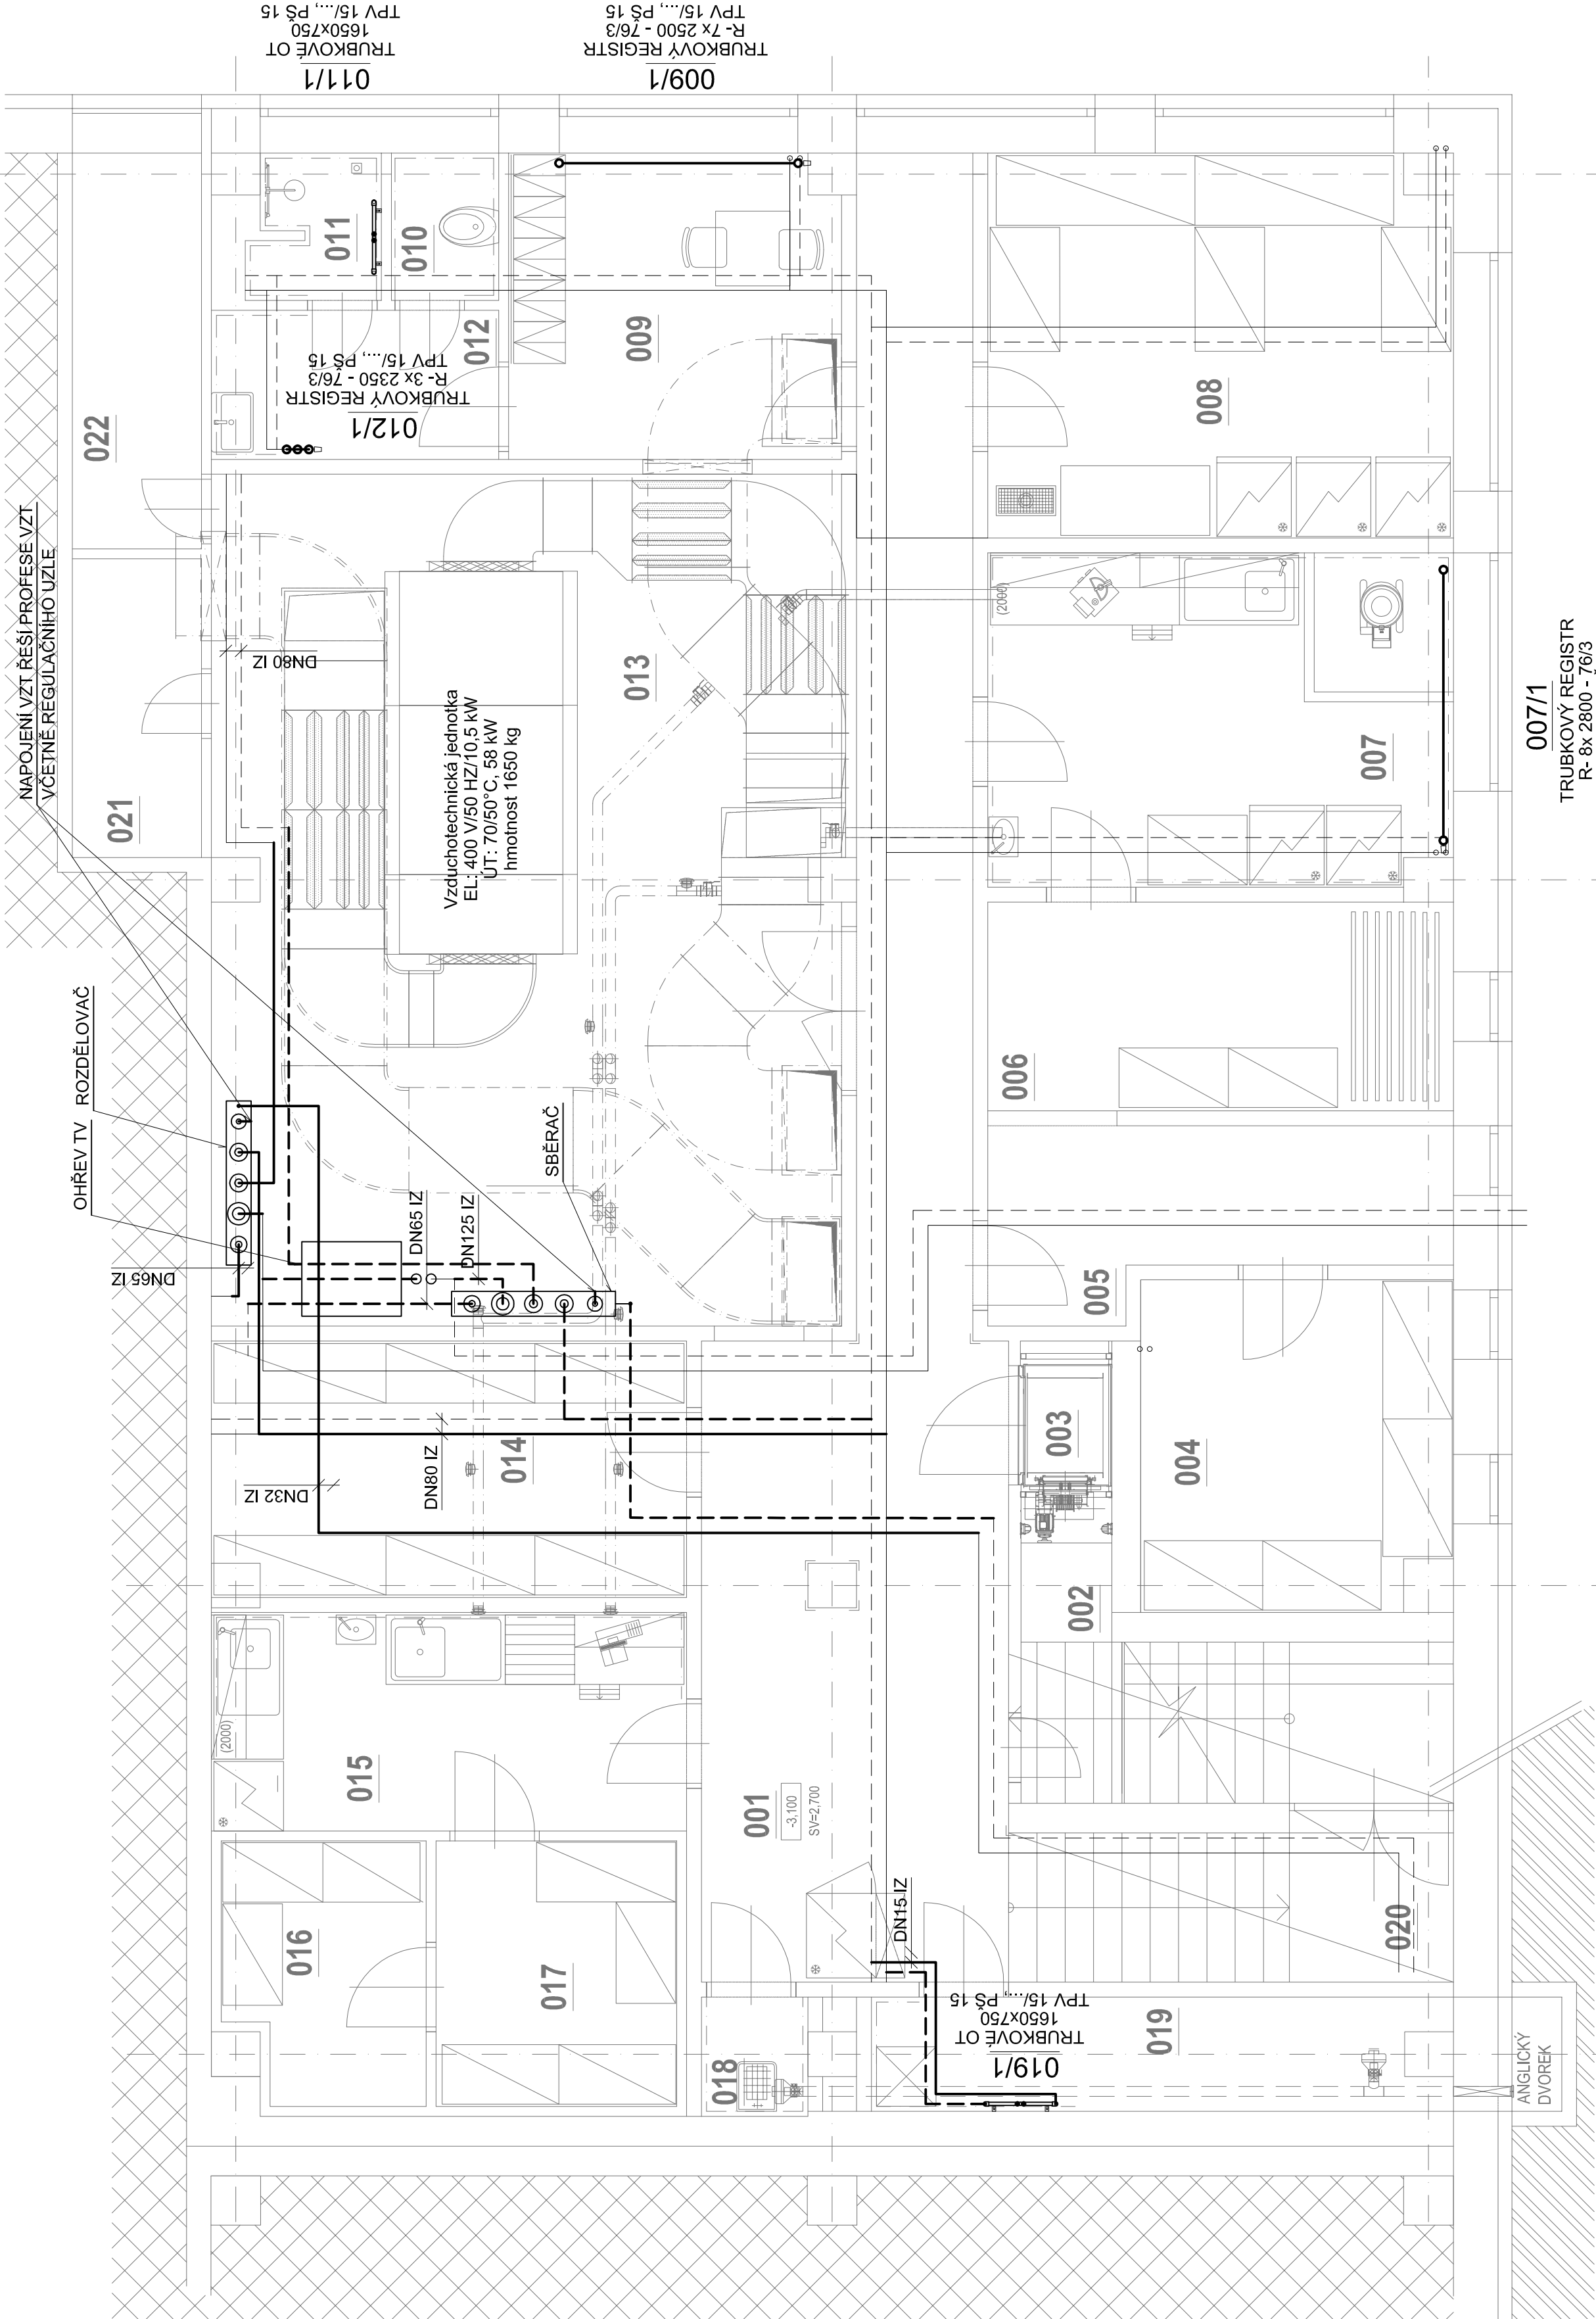 011/1
TRUBKOVÉ OT
1650x750
TPV 15/..., PŠ 15
009/1
TRUBKOVÝ REGISTR
R- 7x 2500 - 76/3
TPV 15/..., PŠ 15
011
010
012
009
012/1
TRUBKOVÝ REGISTR
R- 3x 2350 - 76/3
TPV 15/..., PŠ 15
022
008
NAPOJENÍ VZT ŘEŠÍ PROFESE VZT
VČETNĚ REGULAČNÍHO UZLE
DN80 IZ
013
(2000)
021
Vzduchotechnická jednotka
EL: 400 V/50 HZ/10,5 kW
ÚT: 70/50°C, 58 kW
hmotnost 1650 kg
007
007/1
TRUBKOVÝ REGISTR
R- 8x 2800 - 76/3
ROZDĚLOVAČ
OHŘEV TV
SBĚRAČ
006
DN65 IZ
DN125 IZ
DN65 IZ
005
014
DN80 IZ
DN32 IZ
003
004
002
(2000)
015
001
-3,100
SV=2,700
016
017
DN15 IZ
020
018
019/1
TRUBKOVÉ OT
1650x750
TPV 15/..., PŠ 15
019
ANGLICKÝ
DVOREK